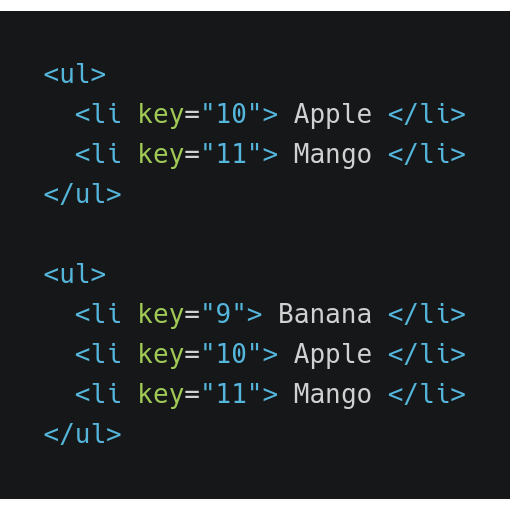 <ul>
  <li key="10"> Apple </li>
  <li key="11"> Mango </li>
</ul>

<ul>
  <li key="9"> Banana </li>
  <li key="10"> Apple </li>
  <li key="11"> Mango </li>
</ul>